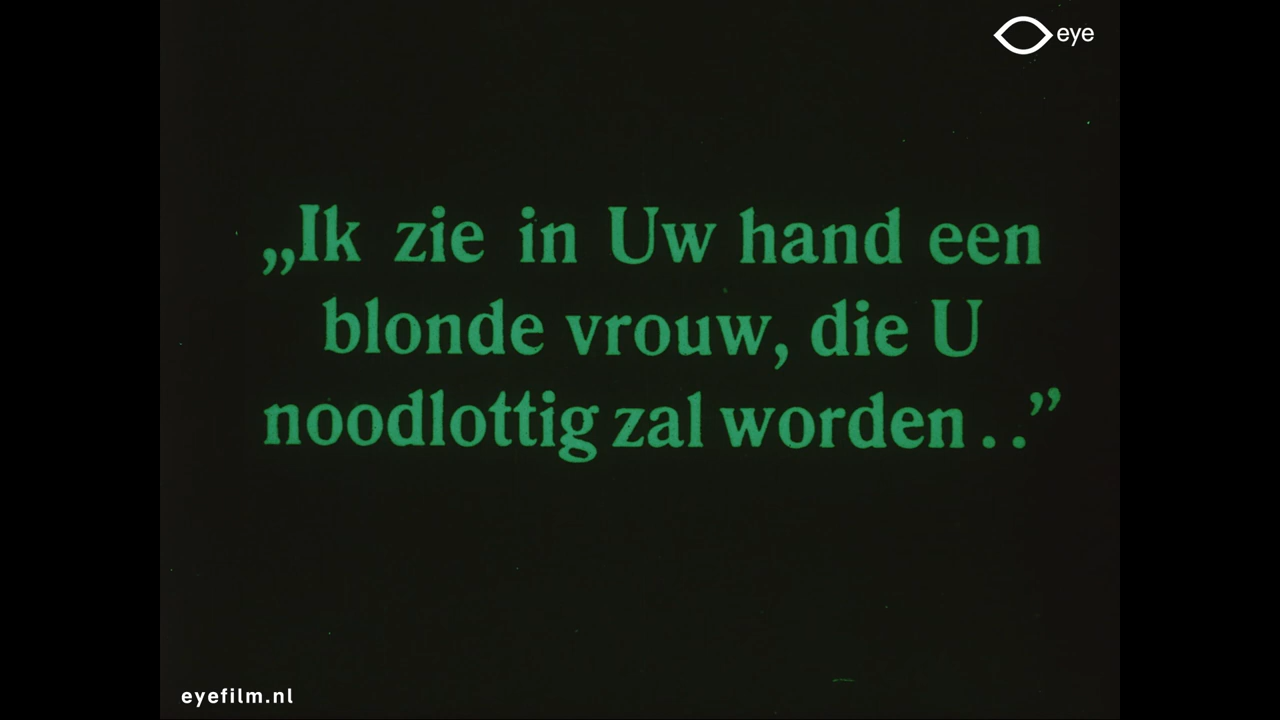 eye
„Ik zie in Uw hand een
blonde vrouw, die U
noodlottig zal worden..”
eyefilm.nl